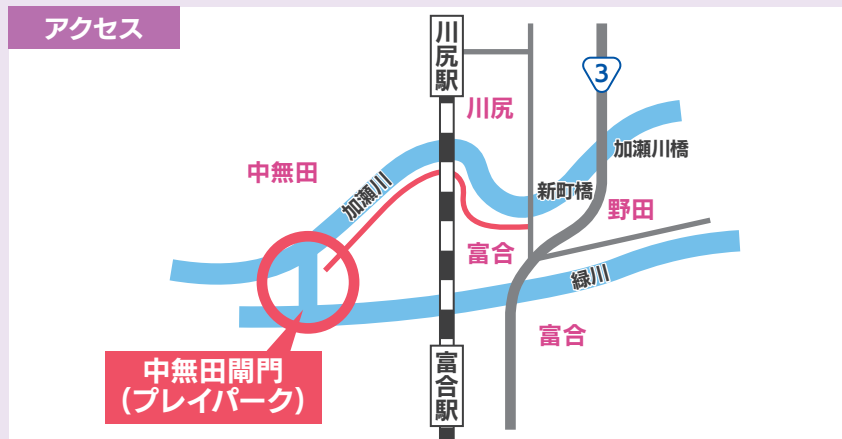 アクセス
川尻駅
3
川尻
加瀬川橋
中無田
加瀬川
新町橋
野田
富合
緑川
富合
中無田閘門
(プレイパーク)
富合駅